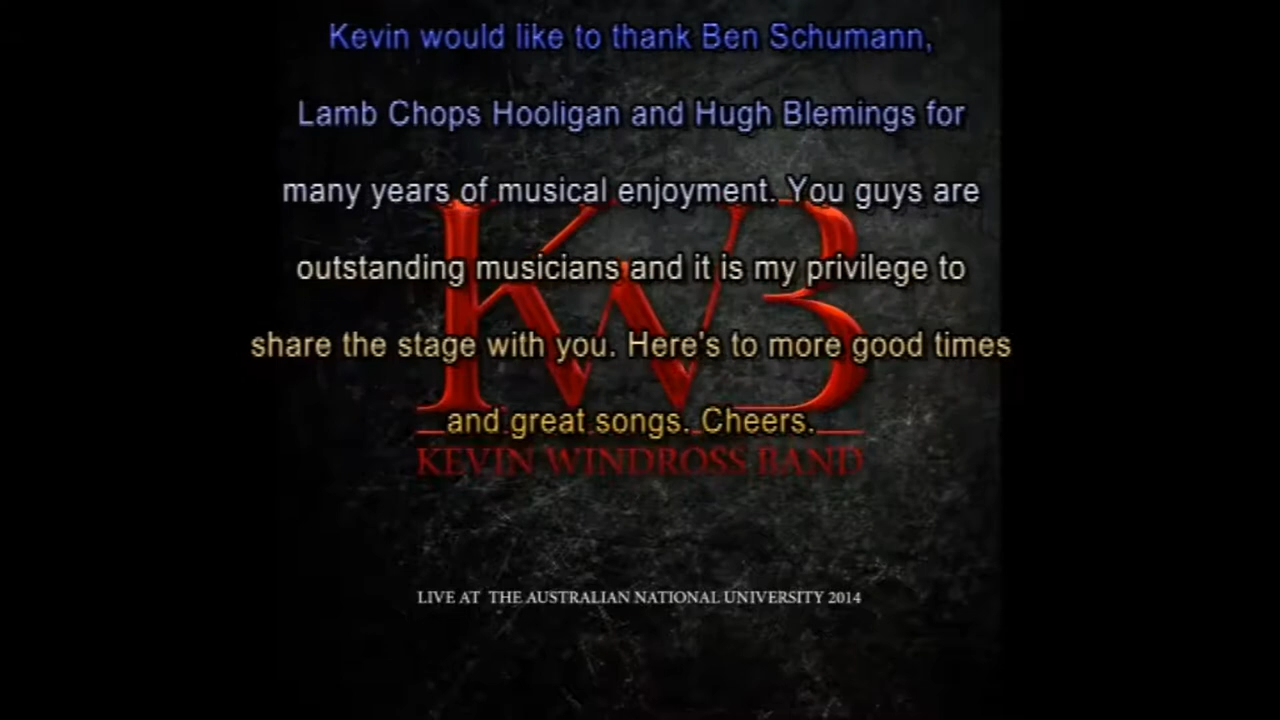 Kevin would like to thank Ben Schumann,
Lamb Chops Hooligan and Hugh Blemings for
many years of musical enjoyment. You guys are
outstanding musicians and it is my privilege to
share the stage with you. Here's to more good times
and great songs. Cheers.
KWB
KEVIN WINDROSS BAND
LIVE AT THE AUSTRALIAN NATIONAL UNIVERSITY 2014